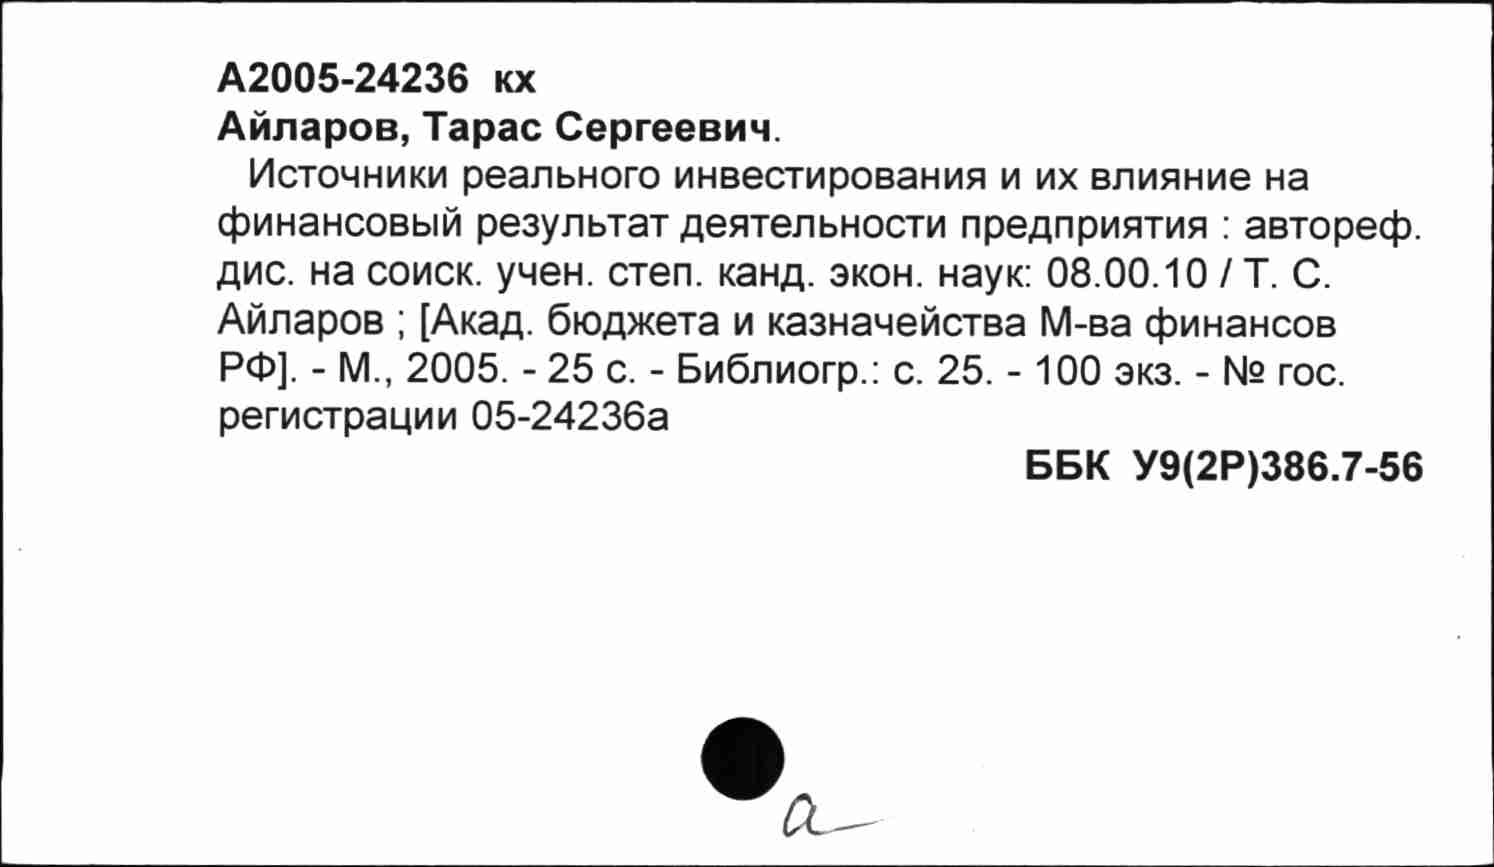 А2005-24236 кх
Айларов, Тарас Сергеевич.
Источники реального инвестирования и их влияние на
финансовый результат деятельности предприятия : автореф.
дис. на соиск. учен. степ. канд. экон. наук: 08.00.10 / Т. С.
Айларов ; [Акад. бюджета и казначейства М-ва финансов
РФ]. - М., 2005. - 25 с. - Библиогр.: с. 25. - 100 экз. - № гос.
регистрации 05-24236а
ББК У9(2Р)386.7-56
а